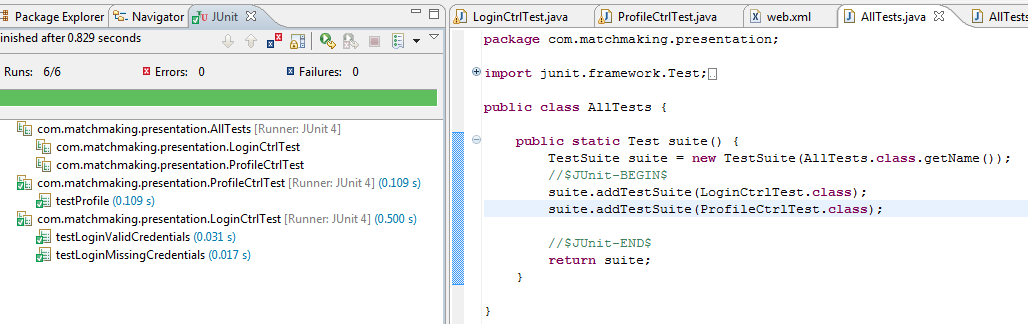 Package Explorer Navigator JUnit
inished after 0.829 seconds
Runs: 6/6 Errors: 0 Failures: 0
com.matchmaking.presentation.AllTests [Runner: JUnit 4]
com.matchmaking.presentation.LoginCtrlTest
com.matchmaking.presentation.ProfileCtrlTest
com.matchmaking.presentation.ProfileCtrlTest [Runner: JUnit 4] (0.109 s)
testProfile (0.109 s)
com.matchmaking.presentation.LoginCtrlTest [Runner: JUnit 4] (0.500 s)
testLoginValidCredentials (0.031 s)
testLoginMissingCredentials (0.017 s)
LoginCtrlTest.java ProfileCtrlTest.java web.xml AllTests.java AllTests
package com.matchmaking.presentation;
import junit.framework.Test;
public class AllTests {
public static Test suite() {
TestSuite suite = new TestSuite(AllTests.class.getName());
//$JUnit-BEGIN$
suite.addTestSuite(LoginCtrlTest.class);
suite.addTestSuite(ProfileCtrlTest.class);
//$JUnit-END$
return suite;
}
}